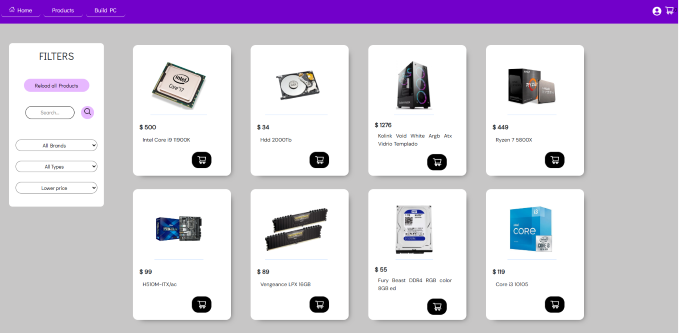 Home Products Build PC
FILTERS
Reload all Products
Search...
All Brands
All Types
Lower price
$ 500
Intel Core i9 11900K
$ 34
Hdd 2000Tb
$ 1276
Kolink Void White Argb Atx
Vidrio Templado
$ 449
Ryzen 7 5800X
$ 99
H510M-ITX/ac
$ 89
Vengeance LPX 16GB
$ 55
Fury Beast DDR4 RGB color
RGB ed
CORE
$ 119
Core i3 10105